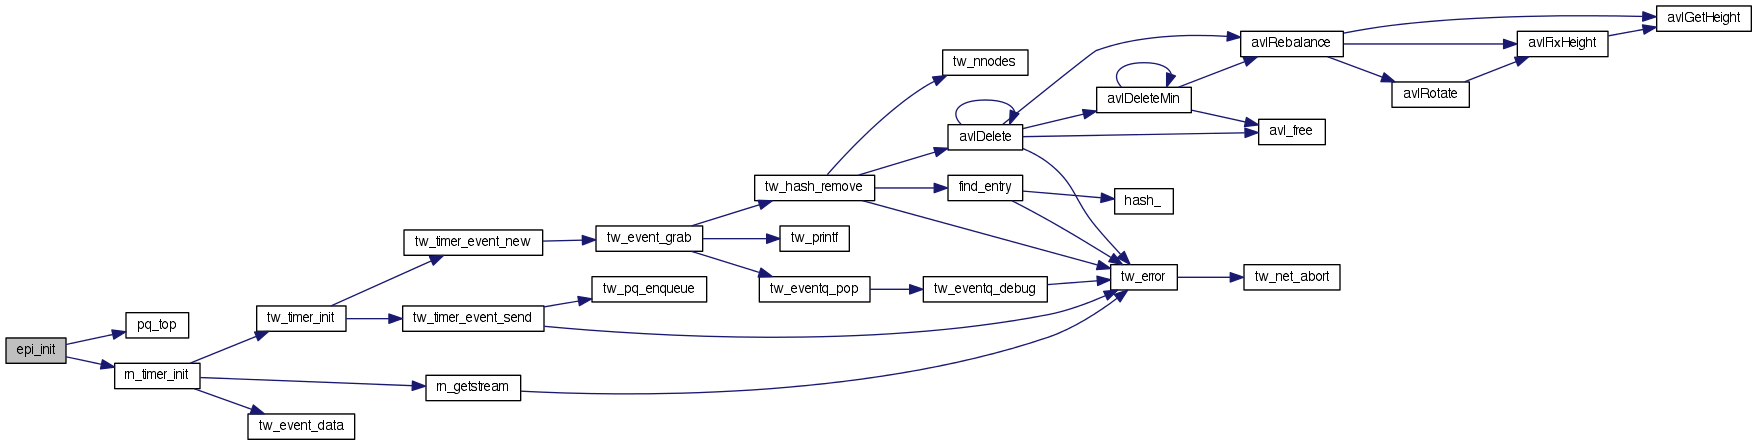 avlGetHeight
avlRebalance
avlFixHeight
tw_nnodes
avlDeleteMin
avlRotate
avlDelete
avl_free
tw_hash_remove
find_entry
hash_
tw_timer_event_new
tw_event_grab
tw_printf
tw_error
tw_net_abort
tw_pq_enqueue
tw_eventq_pop
tw_eventq_debug
pq_top
tw_timer_init
tw_timer_event_send
epi_init
rn_timer_init
rn_getstream
tw_event_data